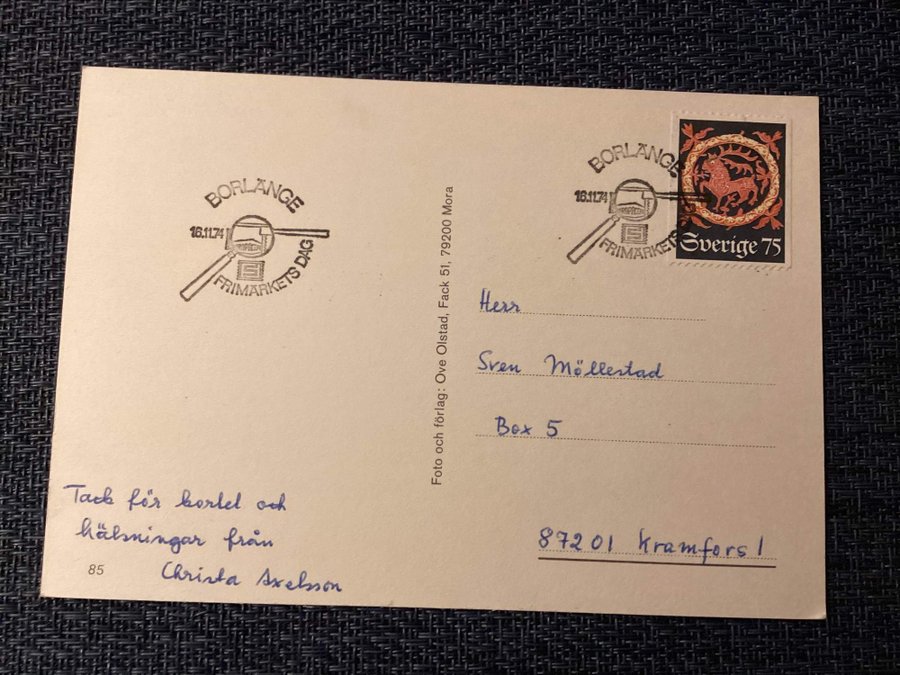 BORLÄNGE
16.11.74
FRIMÄRKETS DAG
BORLÄNGE
16.11.74
FRIMÄRKETS
Sverige 75
Foto och förlag: Ove Olstad, Fack 51, 79200 Mora
Herr
Sven Möllestad
Box 5
87201 Kramfors 1
Tack för kortet och
hälsningar från
Christa Axelsson
85